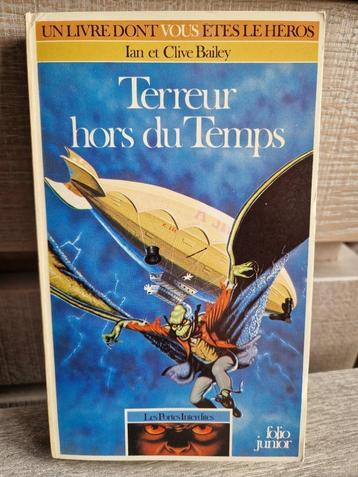 UN LIVRE DONT VOUS ÊTES LE HÉROS
Ian et Clive Bailey
Terreur
hors du Temps
Les Portes Interdites
folio
junior